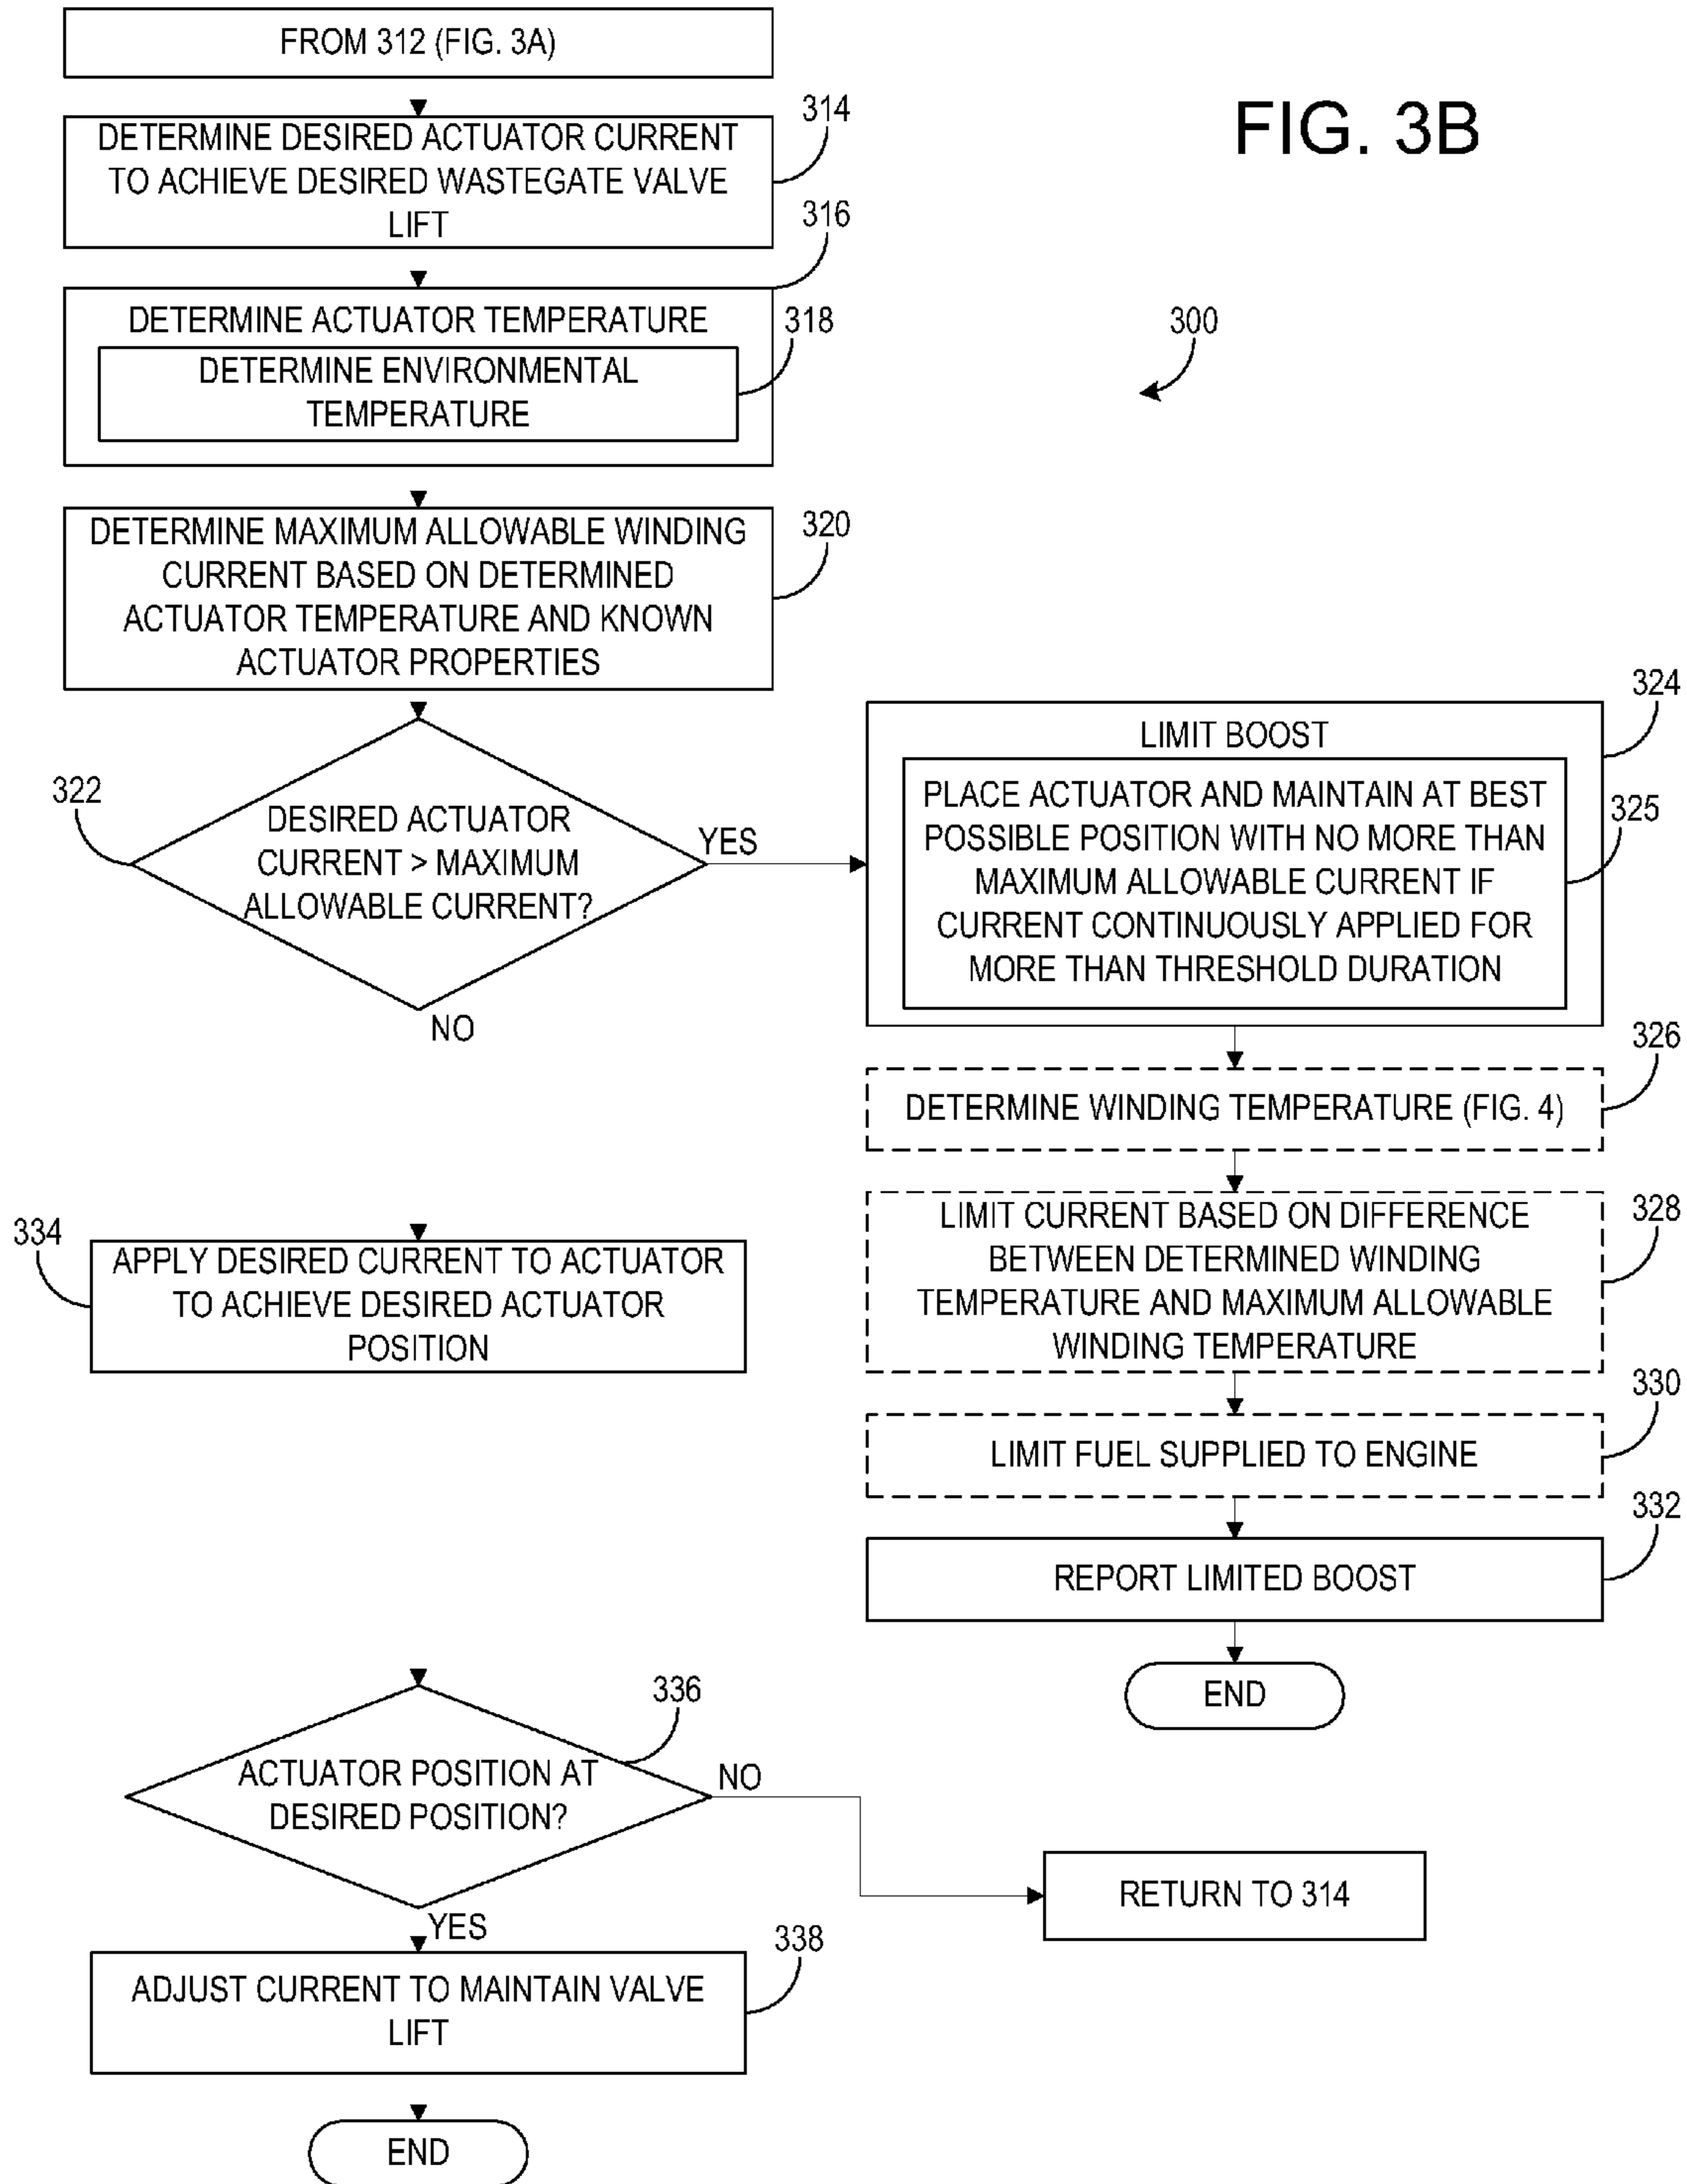 FROM 312 (FIG. 3A)
FIG. 3B
314
DETERMINE DESIRED ACTUATOR CURRENT
TO ACHIEVE DESIRED WASTEGATE VALVE
LIFT
316
DETERMINE ACTUATOR TEMPERATURE
318
DETERMINE ENVIRONMENTAL
TEMPERATURE
300
DETERMINE MAXIMUM ALLOWABLE WINDING
CURRENT BASED ON DETERMINED
ACTUATOR TEMPERATURE AND KNOWN
ACTUATOR PROPERTIES
320
322
DESIRED ACTUATOR
CURRENT > MAXIMUM
ALLOWABLE CURRENT?
YES
NO
324
LIMIT BOOST
PLACE ACTUATOR AND MAINTAIN AT BEST
POSSIBLE POSITION WITH NO MORE THAN
MAXIMUM ALLOWABLE CURRENT IF
CURRENT CONTINUOUSLY APPLIED FOR
MORE THAN THRESHOLD DURATION
325
326
DETERMINE WINDING TEMPERATURE (FIG. 4)
328
LIMIT CURRENT BASED ON DIFFERENCE
BETWEEN DETERMINED WINDING
TEMPERATURE AND MAXIMUM ALLOWABLE
WINDING TEMPERATURE
330
LIMIT FUEL SUPPLIED TO ENGINE
332
REPORT LIMITED BOOST
END
334
APPLY DESIRED CURRENT TO ACTUATOR
TO ACHIEVE DESIRED ACTUATOR
POSITION
336
ACTUATOR POSITION AT
DESIRED POSITION?
NO
RETURN TO 314
YES
338
ADJUST CURRENT TO MAINTAIN VALVE
LIFT
END